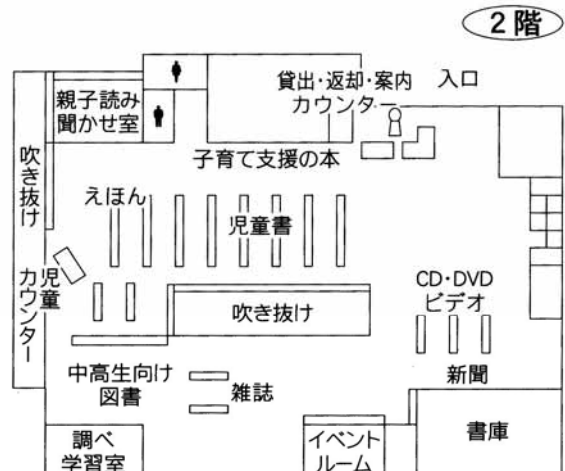 2階
貸出・返却・案内
カウンター
入口
親子読み
聞かせ室
吹き抜け
子育て支援の本
えほん
児童書
児童
カウンター
CD・DVD
ビデオ
吹き抜け
中高生向け
図書
雑誌
新聞
調べ
学習室
イベント
ルーム
書庫